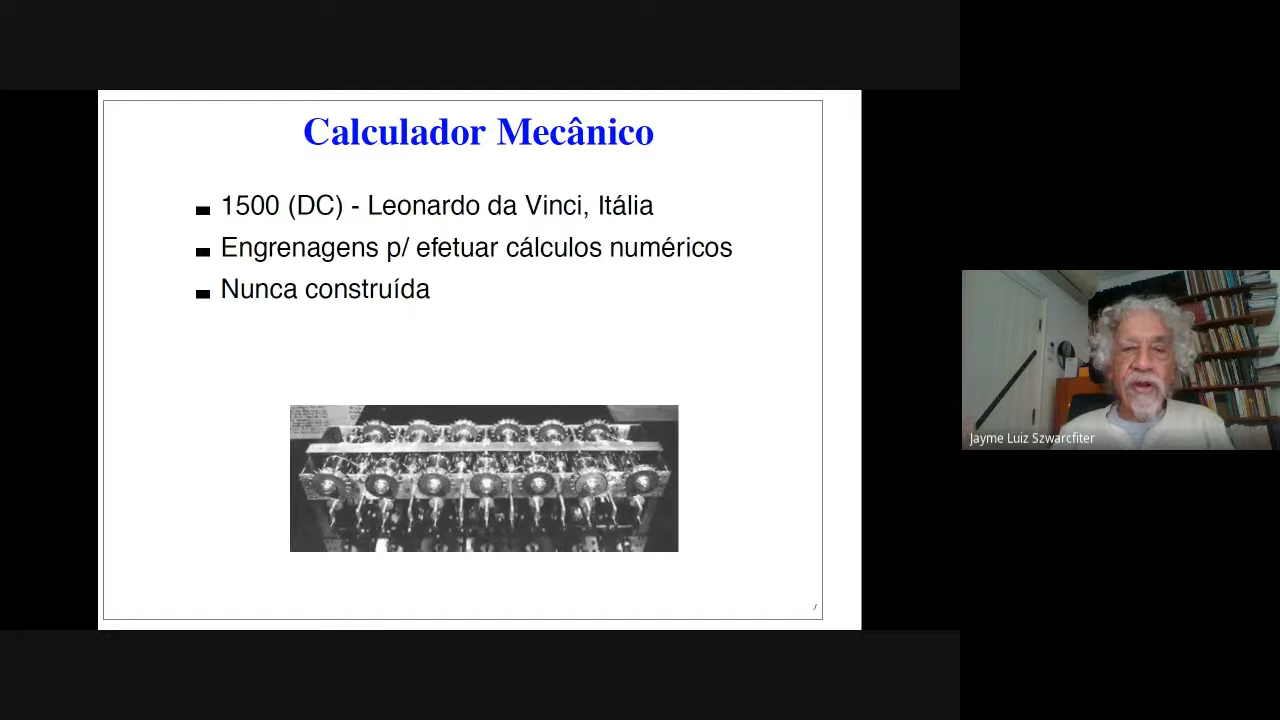 Calculador Mecânico
1500 (DC) - Leonardo da Vinci, Itália
Engrenagens p/ efetuar cálculos numéricos
Nunca construída
Jayme Luiz Szwarcfiter